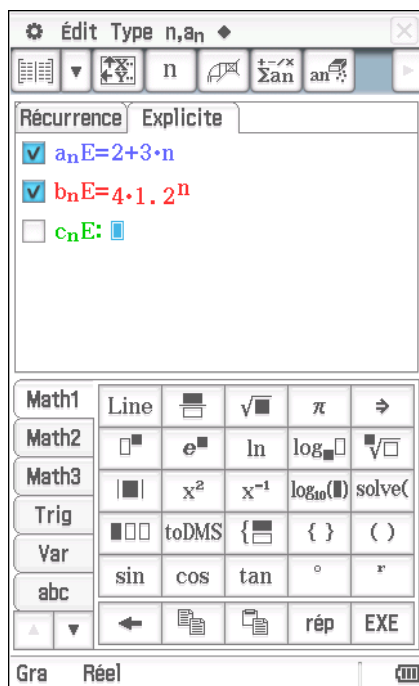 Édit Type n,an
n +-/× Σan an
Récurrence Explicite
anE=2+3·n
bnE=4·1.2^n
cnE:
Math1 Line √■ π ⇒
Math2 □■ e■ ln log■□ ■√□
Math3 |■| x² x⁻¹ log₁₀(■) solve(
Trig ■□□ toDMS { { } ( )
Var sin cos tan ° r
abc
rép EXE
Gra Réel